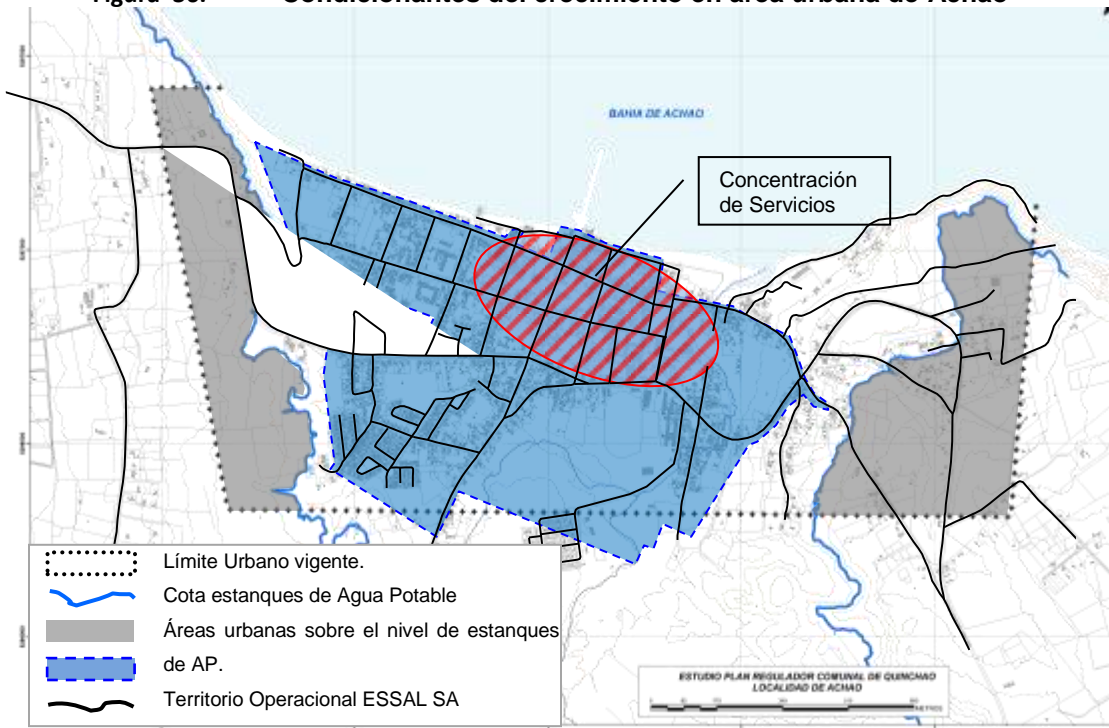 Condicionantes del crecimiento en área urbana de Achao
BAHIA DE ACHAO
Concentración
de Servicios
Límite Urbano vigente.
Cota estanques de Agua Potable
Áreas urbanas sobre el nivel de estanques
de AP.
Territorio Operacional ESSAL SA
ESTUDIO PLAN REGULADOR COMUNAL DE QUINCHAO
LOCALIDAD DE ACHAO
METROS